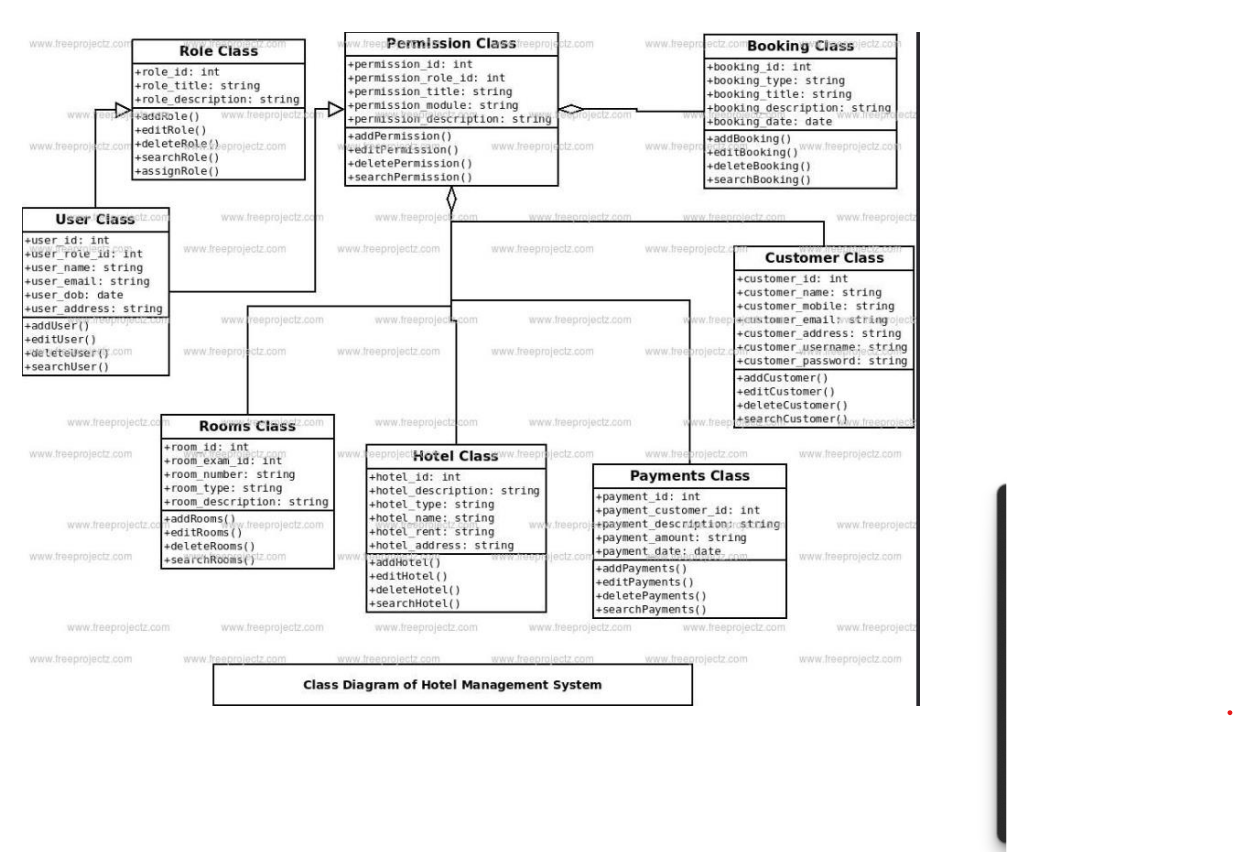 Role Class
+role_id: int
+role_title: string
+role_description: string
+addRole()
+editRole()
+deleteRole()
+searchRole()
+assignRole()
Permission Class
+permission_id: int
+permission_role_id: int
+permission_title: string
+permission_module: string
+permission_description: string
+addPermission()
+editPermission()
+deletePermission()
+searchPermission()
Booking Class
+booking_id: int
+booking_type: string
+booking_title: string
+booking_description: string
+booking_date: date
+addBooking()
+editBooking()
+deleteBooking()
+searchBooking()
User Class
+user_id: int
+user_role_id: int
+user_name: string
+user_email: string
+user_dob: date
+user_address: string
+addUser()
+editUser()
+deleteUser()
+searchUser()
Customer Class
+customer_id: int
+customer_name: string
+customer_mobile: string
+customer_email: string
+customer_address: string
+customer_username: string
+customer_password: string
+addCustomer()
+editCustomer()
+deleteCustomer()
+searchCustomer()
Rooms Class
+room_id: int
+room_exam_id: int
+room_number: string
+room_type: string
+room_description: string
+addRooms()
+editRooms()
+deleteRooms()
+searchRooms()
Hotel Class
+hotel_id: int
+hotel_description: string
+hotel_type: string
+hotel_name: string
+hotel_rent: string
+hotel_address: string
+addHotel()
+editHotel()
+deleteHotel()
+searchHotel()
Payments Class
+payment_id: int
+payment_customer_id: int
+payment_description: string
+payment_amount: string
+payment_date: date
+addPayments()
+editPayments()
+deletePayments()
+searchPayments()
Class Diagram of Hotel Management System
www.freeprojectz.com